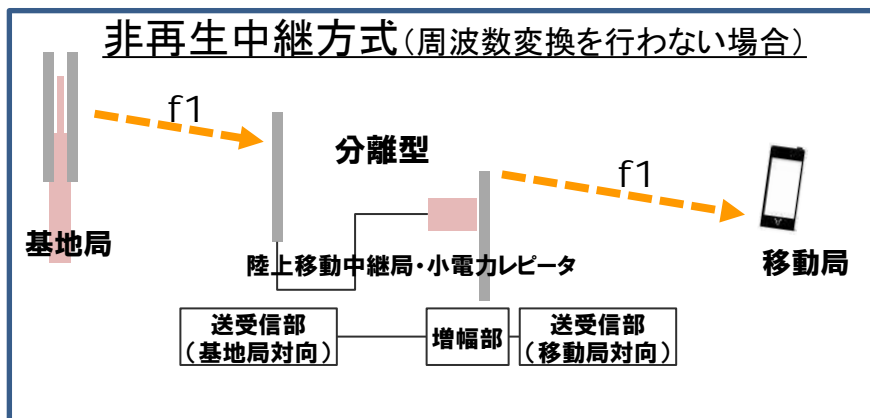 非再生中継方式（周波数変換を行わない場合）
f1
分離型
f1
基地局
陸上移動中継局・小電力レピータ
移動局
送受信部
（基地局対向）
増幅部
送受信部
（移動局対向）